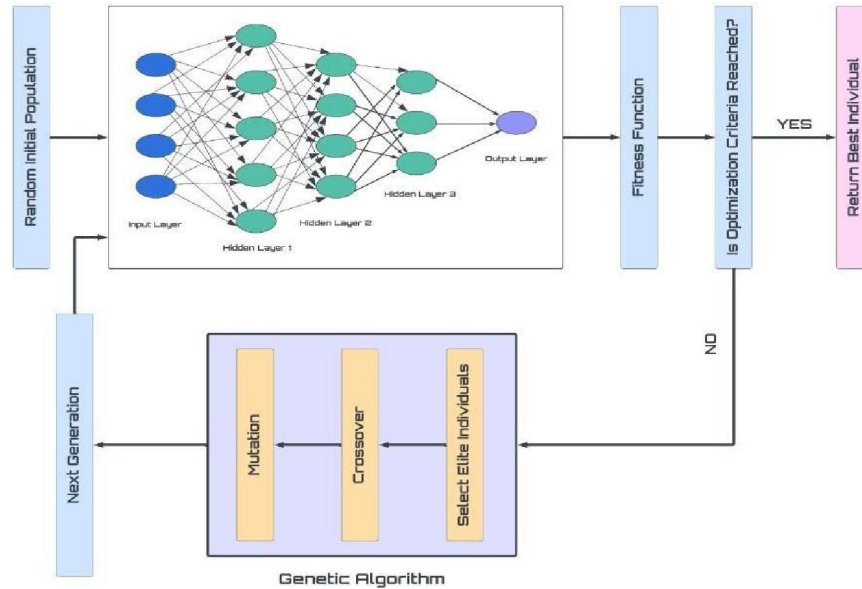 Random Initial Population
Input Layer
Hidden Layer 1
Hidden Layer 2
Hidden Layer 3
Output Layer
Fitness Function
Is Optimization Criteria Reached?
YES
Return Best Individual
NO
Select Elite Individuals
Crossover
Mutation
Genetic Algorithm
Next Generation